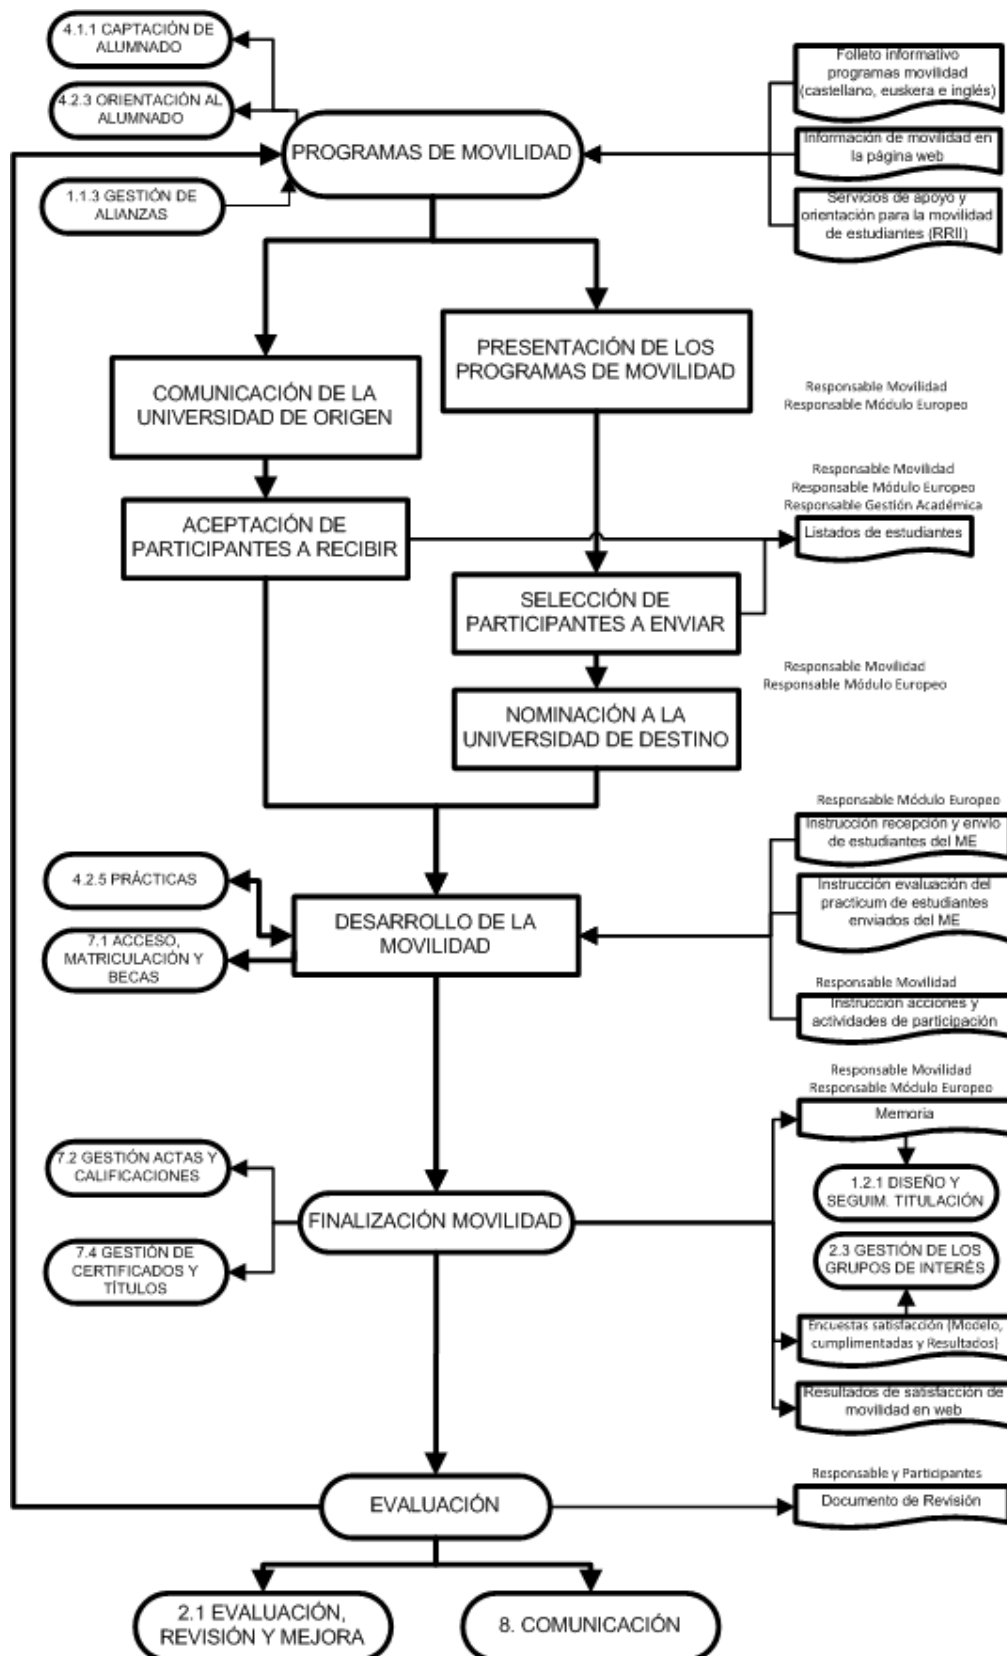 4.1.1 CAPTACIÓN DE
ALUMNADO
4.2.3 ORIENTACIÓN AL
ALUMNADO
1.1.3 GESTIÓN DE
ALIANZAS
PROGRAMAS DE MOVILIDAD
Folleto informativo
programas movilidad
(castellano, euskera e inglés)
Información de movilidad en
la página web
Servicios de apoyo y
orientación para la movilidad
de estudiantes (RRII)
COMUNICACIÓN DE LA
UNIVERSIDAD DE ORIGEN
PRESENTACIÓN DE LOS
PROGRAMAS DE MOVILIDAD
Responsable Movilidad
Responsable Módulo Europeo
ACEPTACIÓN DE
PARTICIPANTES A RECIBIR
Responsable Movilidad
Responsable Módulo Europeo
Responsable Gestión Académica
Listados de estudiantes
SELECCIÓN DE
PARTICIPANTES A ENVIAR
Responsable Movilidad
Responsable Módulo Europeo
NOMINACIÓN A LA
UNIVERSIDAD DE DESTINO
Responsable Módulo Europeo
Instrucción recepción y envío
de estudiantes del ME
Instrucción evaluación del
practicum de estudiantes
enviados del ME
Responsable Movilidad
Instrucción acciones y
actividades de participación
4.2.5 PRÁCTICAS
7.1 ACCESO,
MATRICULACIÓN Y
BECAS
DESARROLLO DE LA
MOVILIDAD
Responsable Movilidad
Responsable Módulo Europeo
Memoria
1.2.1 DISEÑO Y
SEGUIM. TITULACIÓN
2.3 GESTIÓN DE LOS
GRUPOS DE INTERÉS
Encuestas satisfacción (Modelo,
cumplimentadas y Resultados)
Resultados de satisfacción de
movilidad en web
7.2 GESTIÓN ACTAS Y
CALIFICACIONES
7.4 GESTIÓN DE
CERTIFICADOS Y
TÍTULOS
FINALIZACIÓN MOVILIDAD
EVALUACIÓN
Responsable y Participantes
Documento de Revisión
2.1 EVALUACIÓN,
REVISIÓN Y MEJORA
8. COMUNICACIÓN